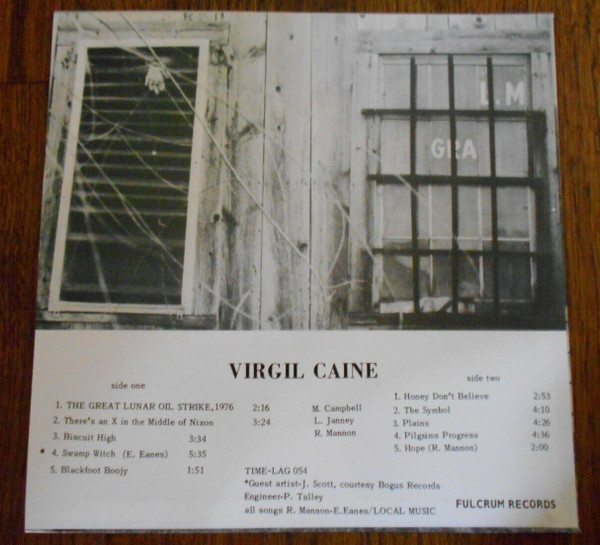 L.M
GRA
VIRGIL CAINE
side one
1. THE GREAT LUNAR OIL STRIKE,1976 2:16
2. There's an X in the Middle of Nixon 3:24
3. Biscuit High 3:34
* 4. Swamp Witch (E. Eanes) 5:35
5. Blackfoot Boojy 1:51
M. Campbell
L. Janney
R. Mannon
side two
1. Honey Don't Believe 2:53
2. The Symbol 4:10
3. Plains 4:26
4. Pilgrims Progress 4:36
5. Hope (R. Mannon) 2:00
TIME-LAG 054
*Guest artist-J. Scott, courtesy Bogus Records
Engineer-P. Talley
all songs R. Mannon-E.Eanes/LOCAL MUSIC
FULCRUM RECORDS